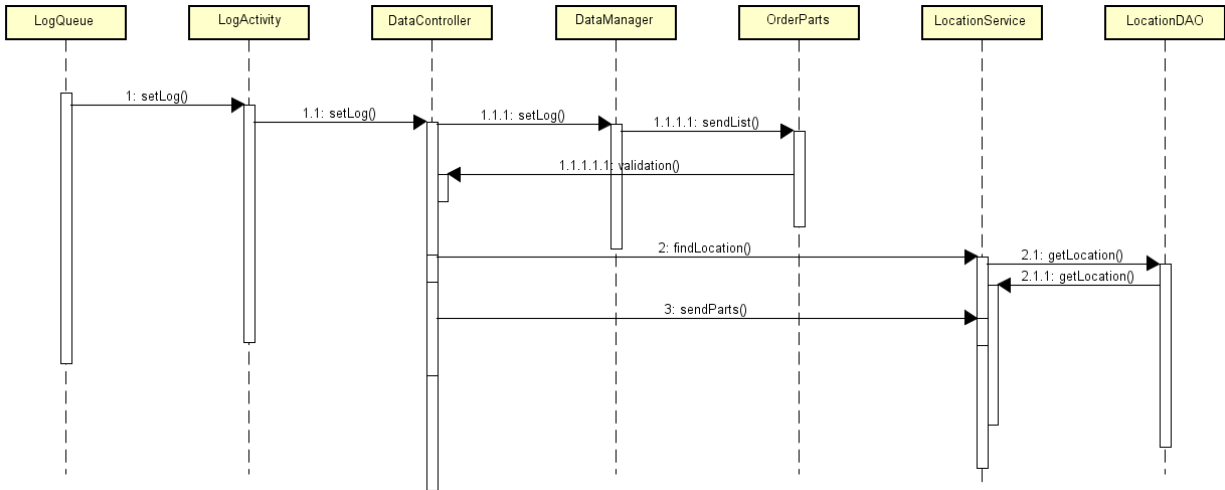 LogQueue
LogActivity
DataController
DataManager
OrderParts
LocationService
LocationDAO
1: setLog()
1.1: setLog()
1.1.1: setLog()
1.1.1.1: sendList()
1.1.1.1.1: validation()
2: findLocation()
2.1: getLocation()
2.1.1: getLocation()
3: sendParts()